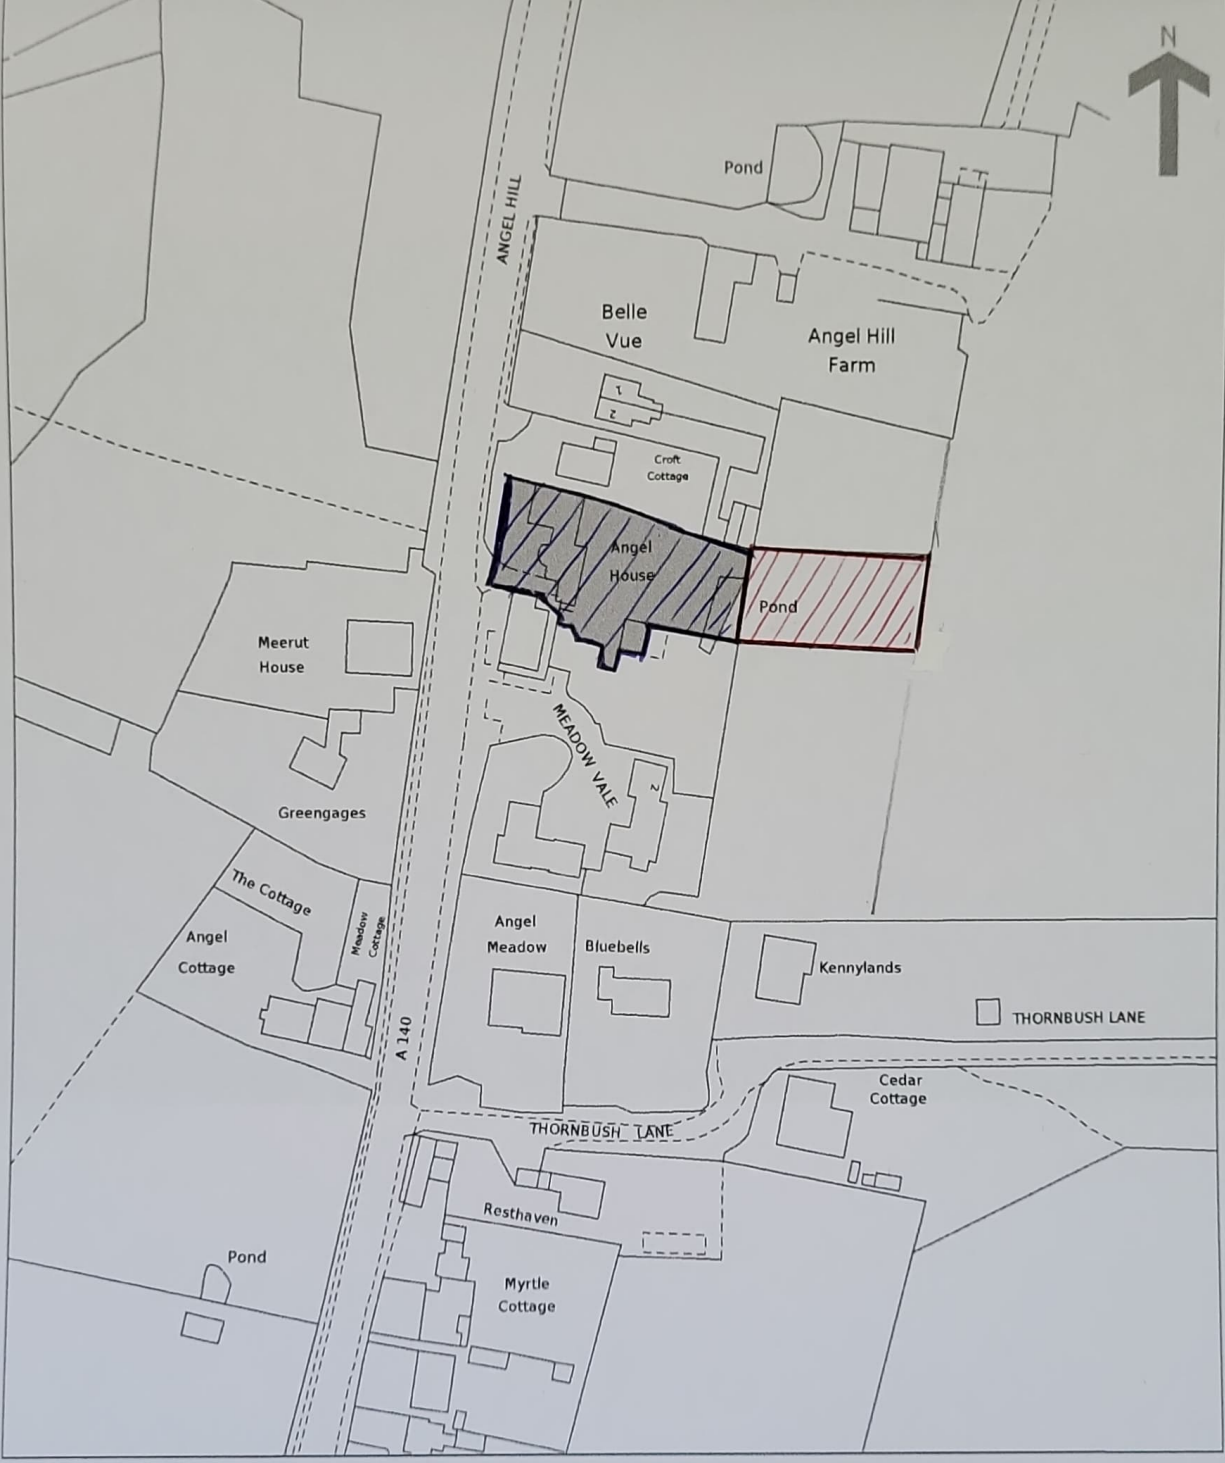 N
Pond
ANGEL HILL
Belle
Vue
Angel Hill
Farm
1
2
Croft
Cottage
Angel
House
Pond
Meerut
House
MEADOW VALE
2
Greengages
The Cottage
Meadow
Cottage
Angel
Cottage
Angel
Meadow
Bluebells
Kennylands
THORNBUSH LANE
A 140
Cedar
Cottage
THORNBUSH LANE
Resthaven
Pond
Myrtle
Cottage